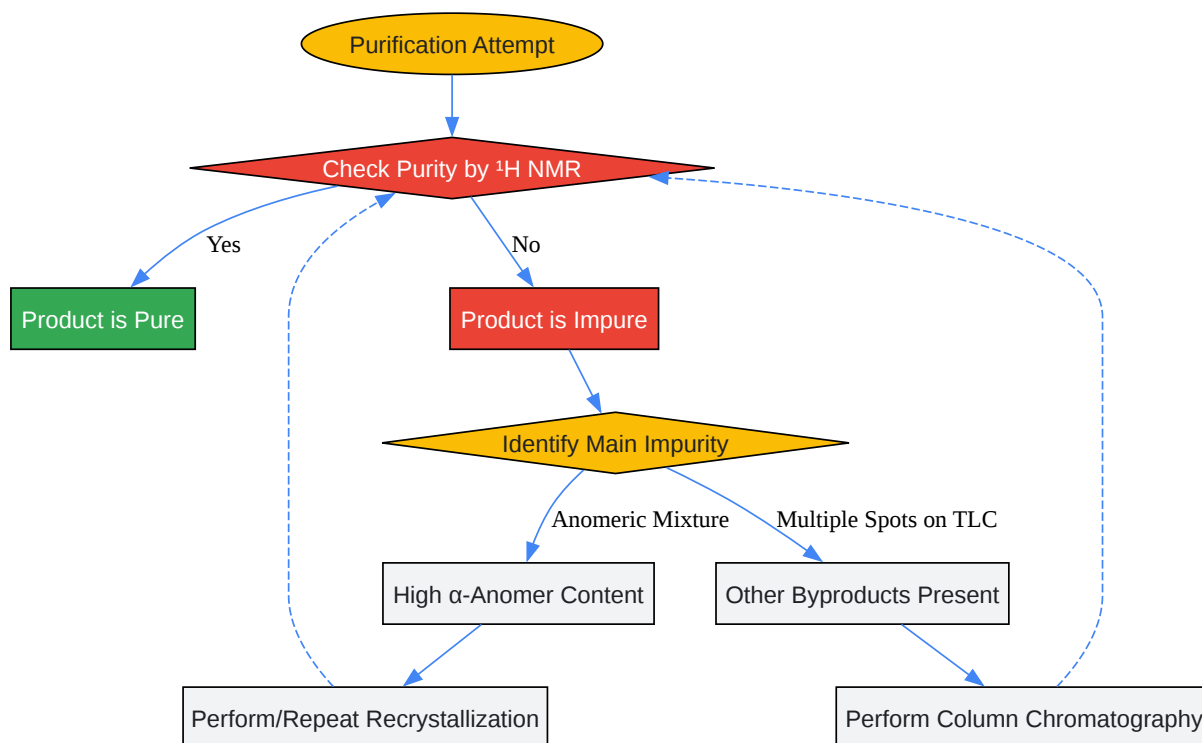 Purification Attempt
Check Purity by ¹H NMR
Yes
No
Product is Pure
Product is Impure
Identify Main Impurity
Anomeric Mixture
Multiple Spots on TLC
High α-Anomer Content
Other Byproducts Present
Perform/Repeat Recrystallization
Perform Column Chromatography